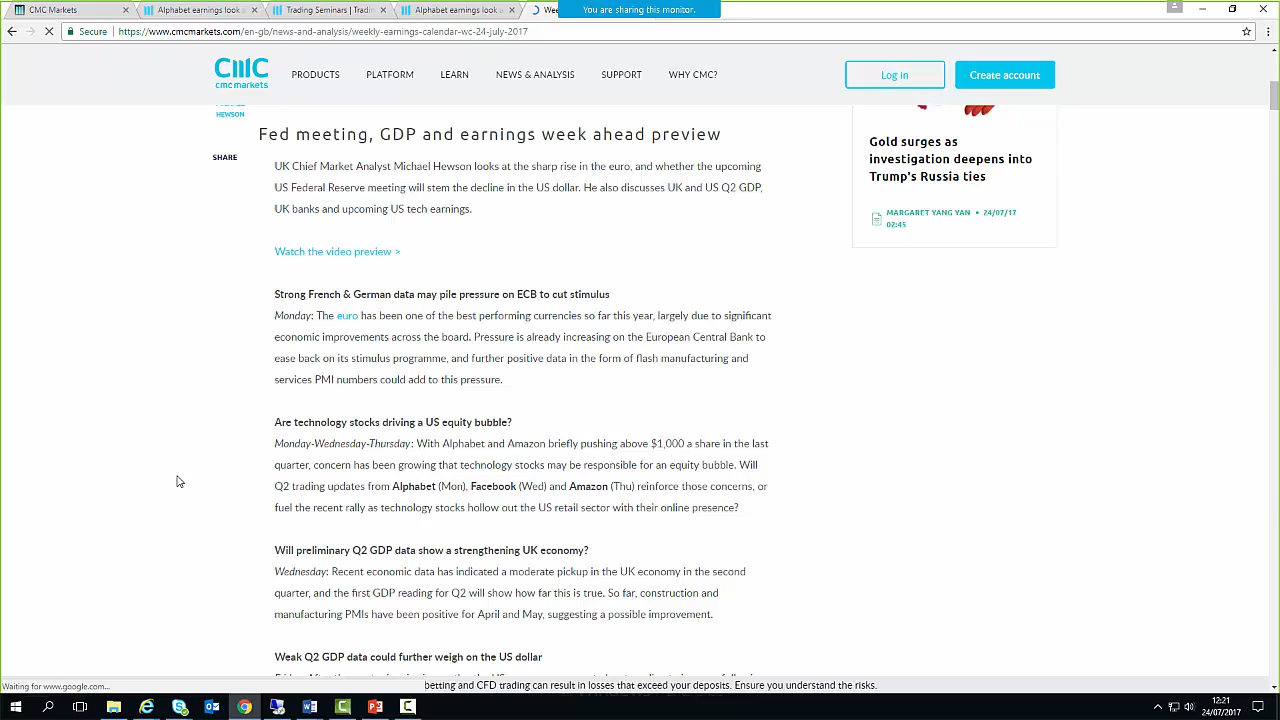 CMC Markets
Alphabet earnings look a
Trading Seminars | Tradin
Alphabet earnings look a
You are sharing this monitor.
Secure
https://www.cmcmarkets.com/en-gb/news-and-analysis/weekly-earnings-calendar-wc-24-july-2017
cmc
cmc markets
PRODUCTS
PLATFORM
LEARN
NEWS & ANALYSIS
SUPPORT
WHY CMC?
Log in
Create account
HEWSON
SHARE
Fed meeting, GDP and earnings week ahead preview
UK Chief Market Analyst Michael Hewson looks at the sharp rise in the euro, and whether the upcoming
US Federal Reserve meeting will stem the decline in the US dollar. He also discusses UK and US Q2 GDP,
UK banks and upcoming US tech earnings.
Watch the video preview >
Strong French & German data may pile pressure on ECB to cut stimulus
Monday: The euro has been one of the best performing currencies so far this year, largely due to significant
economic improvements across the board. Pressure is already increasing on the European Central Bank to
ease back on its stimulus programme, and further positive data in the form of flash manufacturing and
services PMI numbers could add to this pressure.
Are technology stocks driving a US equity bubble?
Monday-Wednesday-Thursday: With Alphabet and Amazon briefly pushing above $1,000 a share in the last
quarter, concern has been growing that technology stocks may be responsible for an equity bubble. Will
Q2 trading updates from Alphabet (Mon), Facebook (Wed) and Amazon (Thu) reinforce those concerns, or
fuel the recent rally as technology stocks hollow out the US retail sector with their online presence?
Will preliminary Q2 GDP data show a strengthening UK economy?
Wednesday: Recent economic data has indicated a moderate pickup in the UK economy in the second
quarter, and the first GDP reading for Q2 will show how far this is true. So far, construction and
manufacturing PMIs have been positive for April and May, suggesting a possible improvement.
Weak Q2 GDP data could further weigh on the US dollar
Gold surges as
investigation deepens into
Trump's Russia ties
MARGARET YANG YAN • 24/07/17
02:45
Waiting for www.google.com...
betting and CFD trading can result in losses that exceed your deposits. Ensure you understand the risks.
12:21
24/07/2017